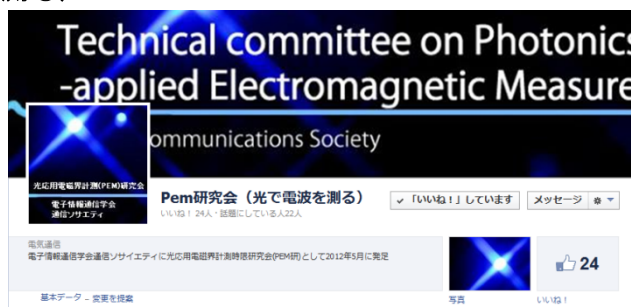 Technical committee on Photonics
-applied Electromagnetic Measure
ommunications Society
光応用電磁界計測(PEM)研究会
電子情報通信学会
通信ソサエティ
Pem研究会（光で電波を測る）
いいね！ 24人・話題にしている人22人
✓ 「いいね！」しています
メッセージ
電気通信
電子情報通信学会通信ソサイエティに光応用電磁界計測時限研究会(PEM研)として2012年5月に発足
24
基本データ - 変更を提案
写真
いいね！